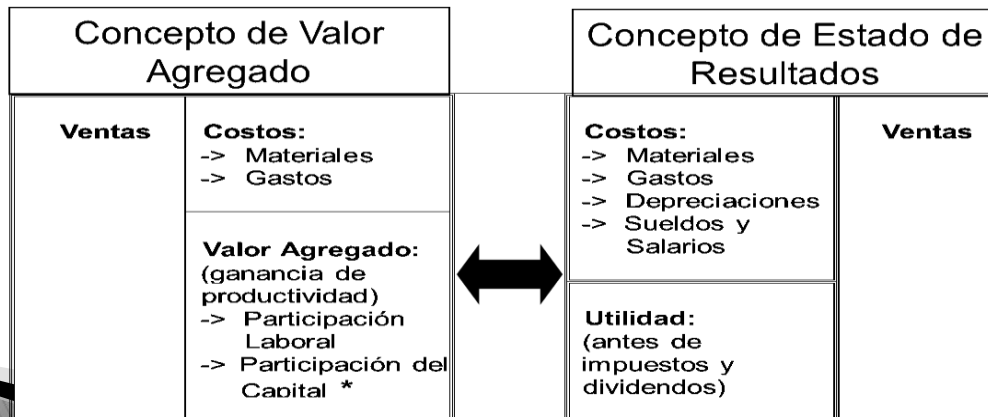 Concepto de Valor
Agregado
Ventas
Costos:
-> Materiales
-> Gastos
Valor Agregado:
(ganancia de
productividad)
-> Participación
Laboral
-> Participación del
Capital *
Concepto de Estado de
Resultados
Costos:
-> Materiales
-> Gastos
-> Depreciaciones
-> Sueldos y
Salarios
Utilidad:
(antes de
impuestos y
dividendos)
Ventas